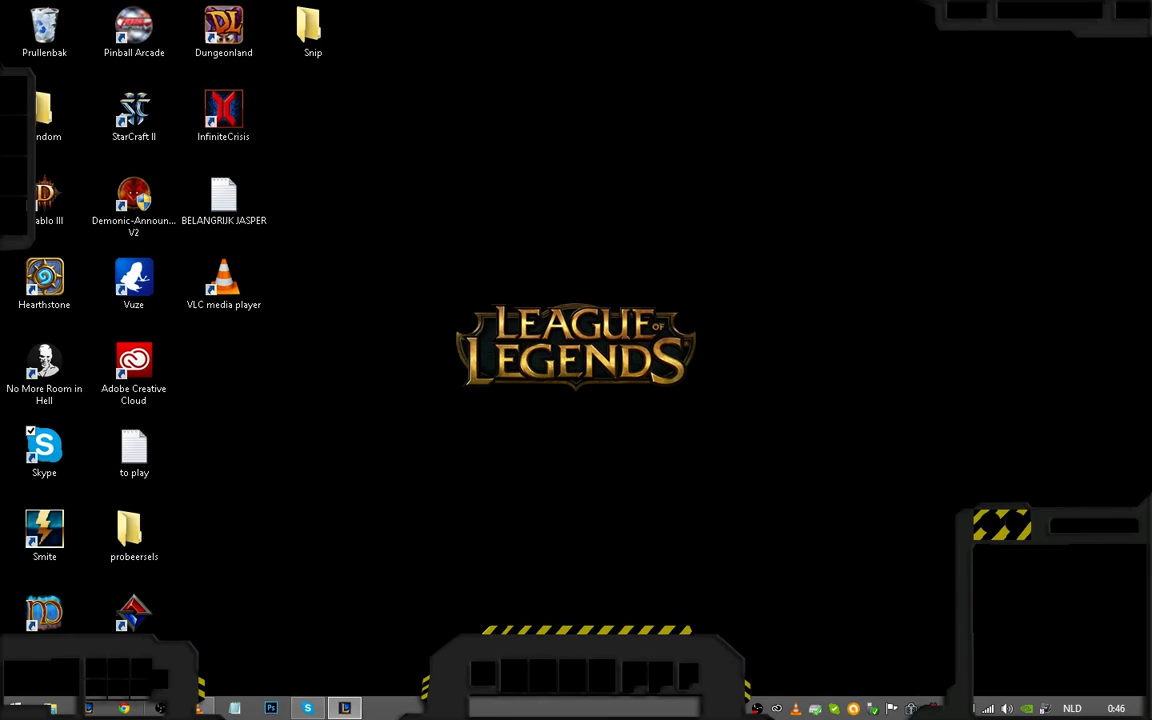 Prullenbak
Pinball Arcade
Dungeonland
Snip
ndom
StarCraft II
InfiniteCrisis
ablo III
Demonic-Announ...
V2
BELANGRIJK JASPER
Hearthstone
Vuze
VLC media player
LEAGUE OF
LEGENDS
No More Room in
Hell
Adobe Creative
Cloud
Skype
to play
Smite
probeersels
NLD
0:46